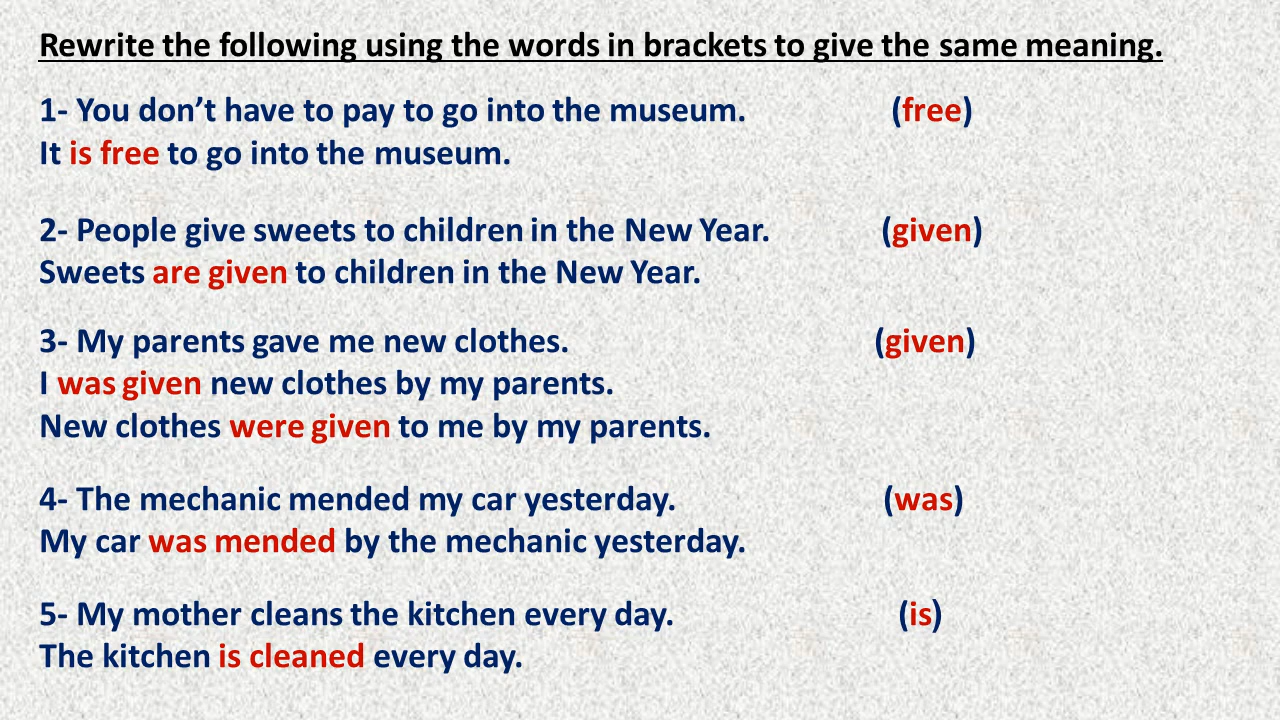 Rewrite the following using the words in brackets to give the same meaning.
1- You don’t have to pay to go into the museum. (free)
It is free to go into the museum.
2- People give sweets to children in the New Year. (given)
Sweets are given to children in the New Year.
3- My parents gave me new clothes. (given)
I was given new clothes by my parents.
New clothes were given to me by my parents.
4- The mechanic mended my car yesterday. (was)
My car was mended by the mechanic yesterday.
5- My mother cleans the kitchen every day. (is)
The kitchen is cleaned every day.